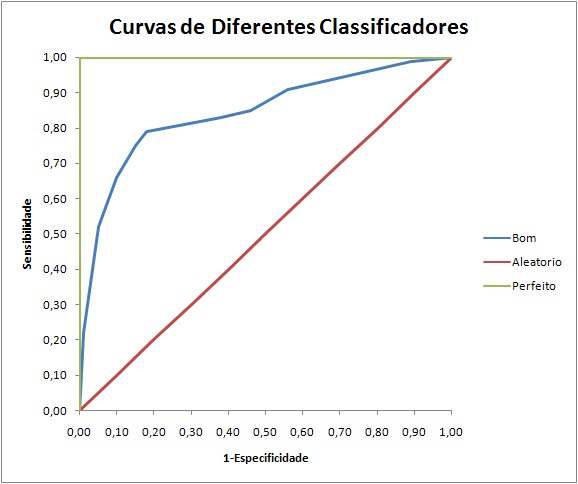 Curvas de Diferentes Classificadores
1,00
0,90
0,80
0,70
0,60
0,50
0,40
0,30
0,20
0,10
0,00
Sensibilidade
0,00 0,10 0,20 0,30 0,40 0,50 0,60 0,70 0,80 0,90 1,00
1-Especificidade
Bom
Aleatorio
Perfeito